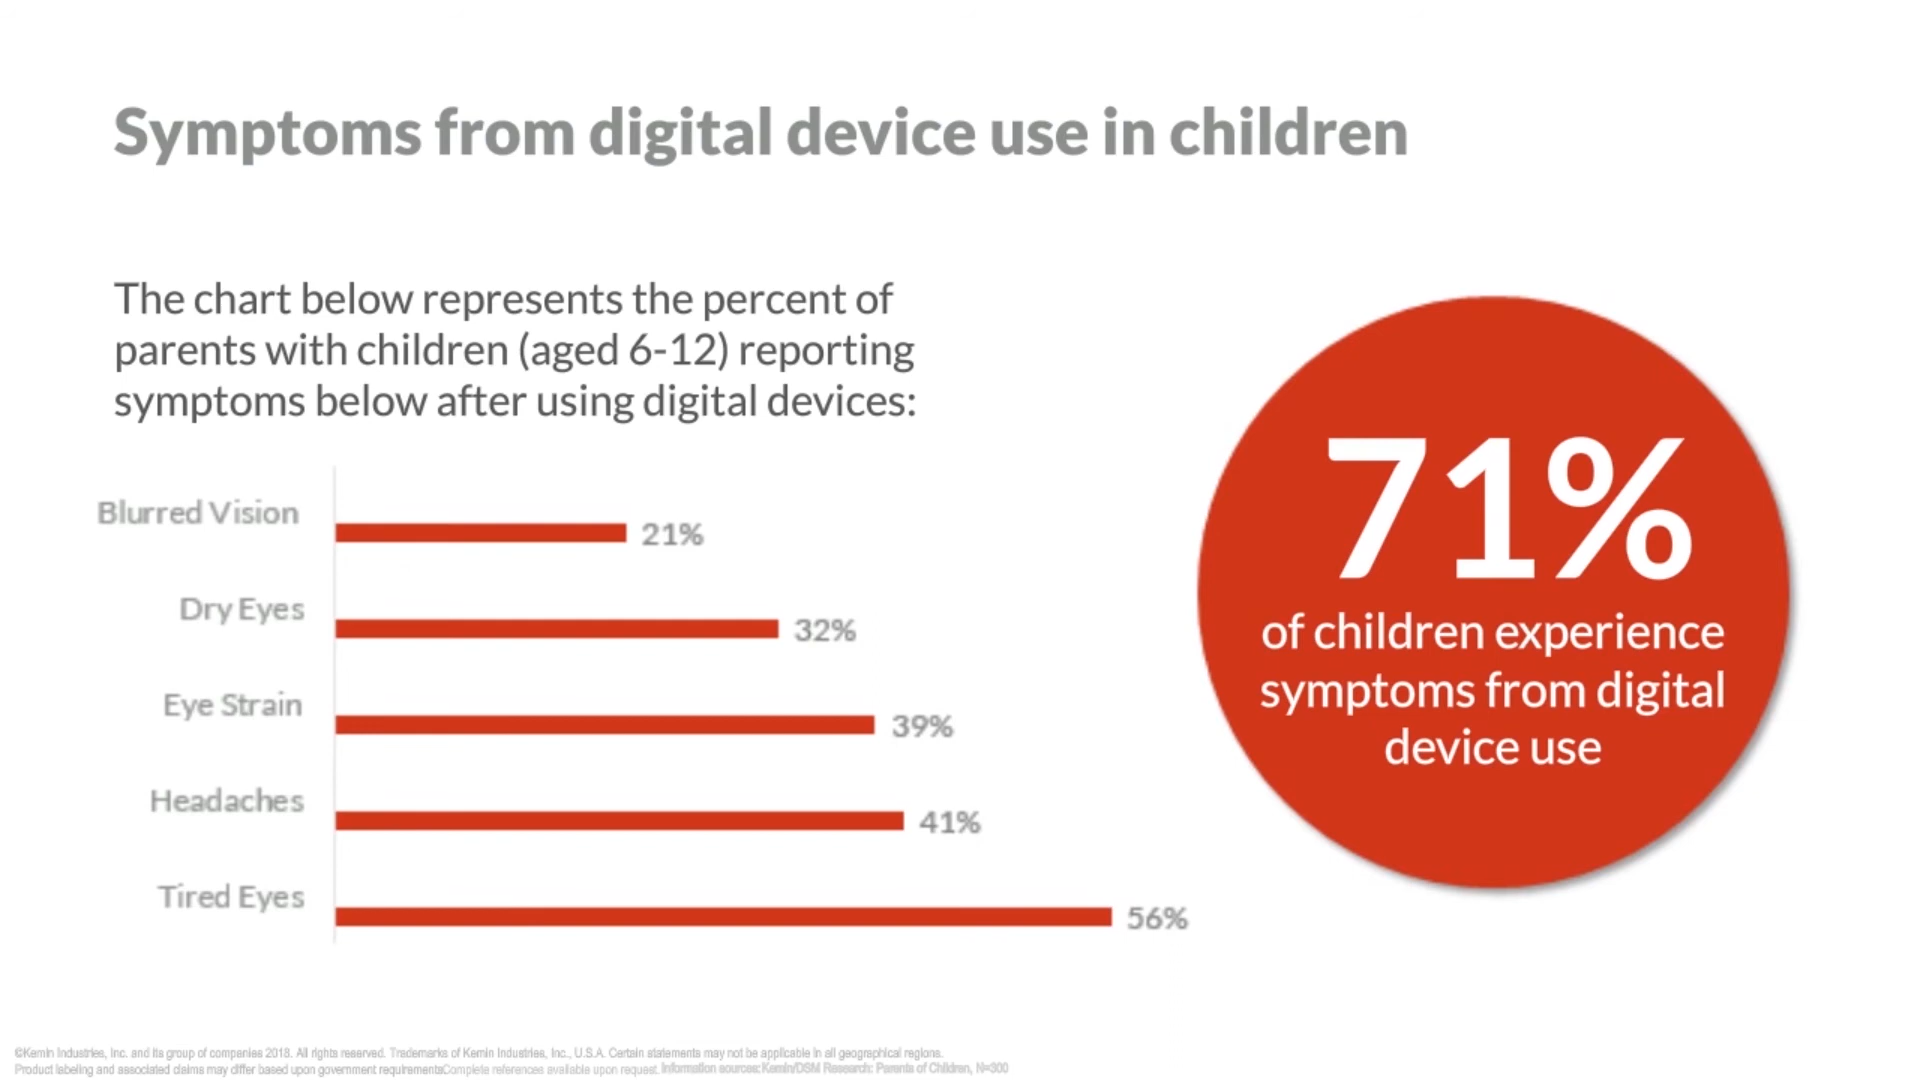 Symptoms from digital device use in children
The chart below represents the percent of
parents with children (aged 6-12) reporting
symptoms below after using digital devices:
Blurred Vision
21%
Dry Eyes
32%
Eye Strain
39%
Headaches
41%
Tired Eyes
56%
71%
of children experience
symptoms from digital
device use
©Kemin Industries, Inc. and its group of companies 2018. All rights reserved. Trademarks of Kemin Industries, Inc., U.S.A. Certain statements may not be applicable in all geographical regions.
Product labeling and associated claims may differ based upon government requirements.Complete references available upon request. Information sources: Kemin/DSM Research: Parents of Children, N=300